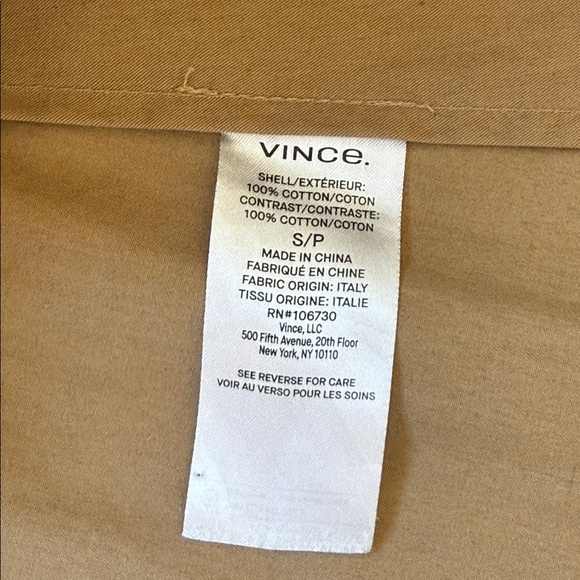 VINCE.
SHELL/EXTÉRIEUR:
100% COTTON/COTON
CONTRAST/CONTRASTE:
100% COTTON/COTON
S/P
MADE IN CHINA
FABRIQUÉ EN CHINE
FABRIC ORIGIN: ITALY
TISSU ORIGINE: ITALIE
RN#106730
Vince, LLC
500 Fifth Avenue, 20th Floor
New York, NY 10110
SEE REVERSE FOR CARE
VOIR AU VERSO POUR LES SOINS